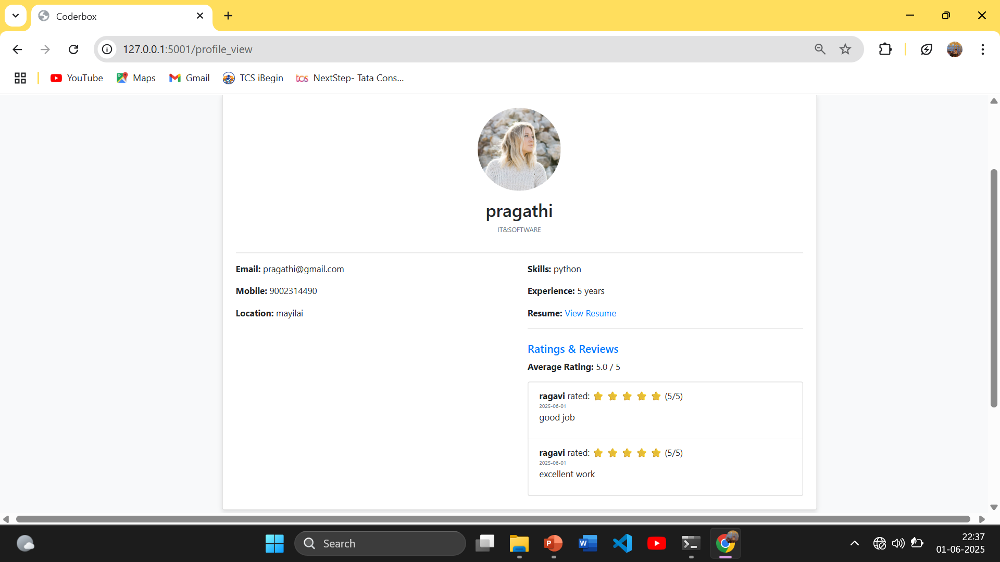 Coderbox
127.0.0.1:5001/profile_view
YouTube
Maps
Gmail
TCS iBegin
tcs NextStep- Tata Cons...
pragathi
IT&SOFTWARE
Email: pragathi@gmail.com
Mobile: 9002314490
Location: mayilai
Skills: python
Experience: 5 years
Resume: View Resume
Ratings & Reviews
Average Rating: 5.0 / 5
ragavi rated: ⭐ ⭐ ⭐ ⭐ ⭐ (5/5)
2025-06-01
good job
ragavi rated: ⭐ ⭐ ⭐ ⭐ ⭐ (5/5)
2025-06-01
excellent work
Search
P
W
22:37
01-06-2025